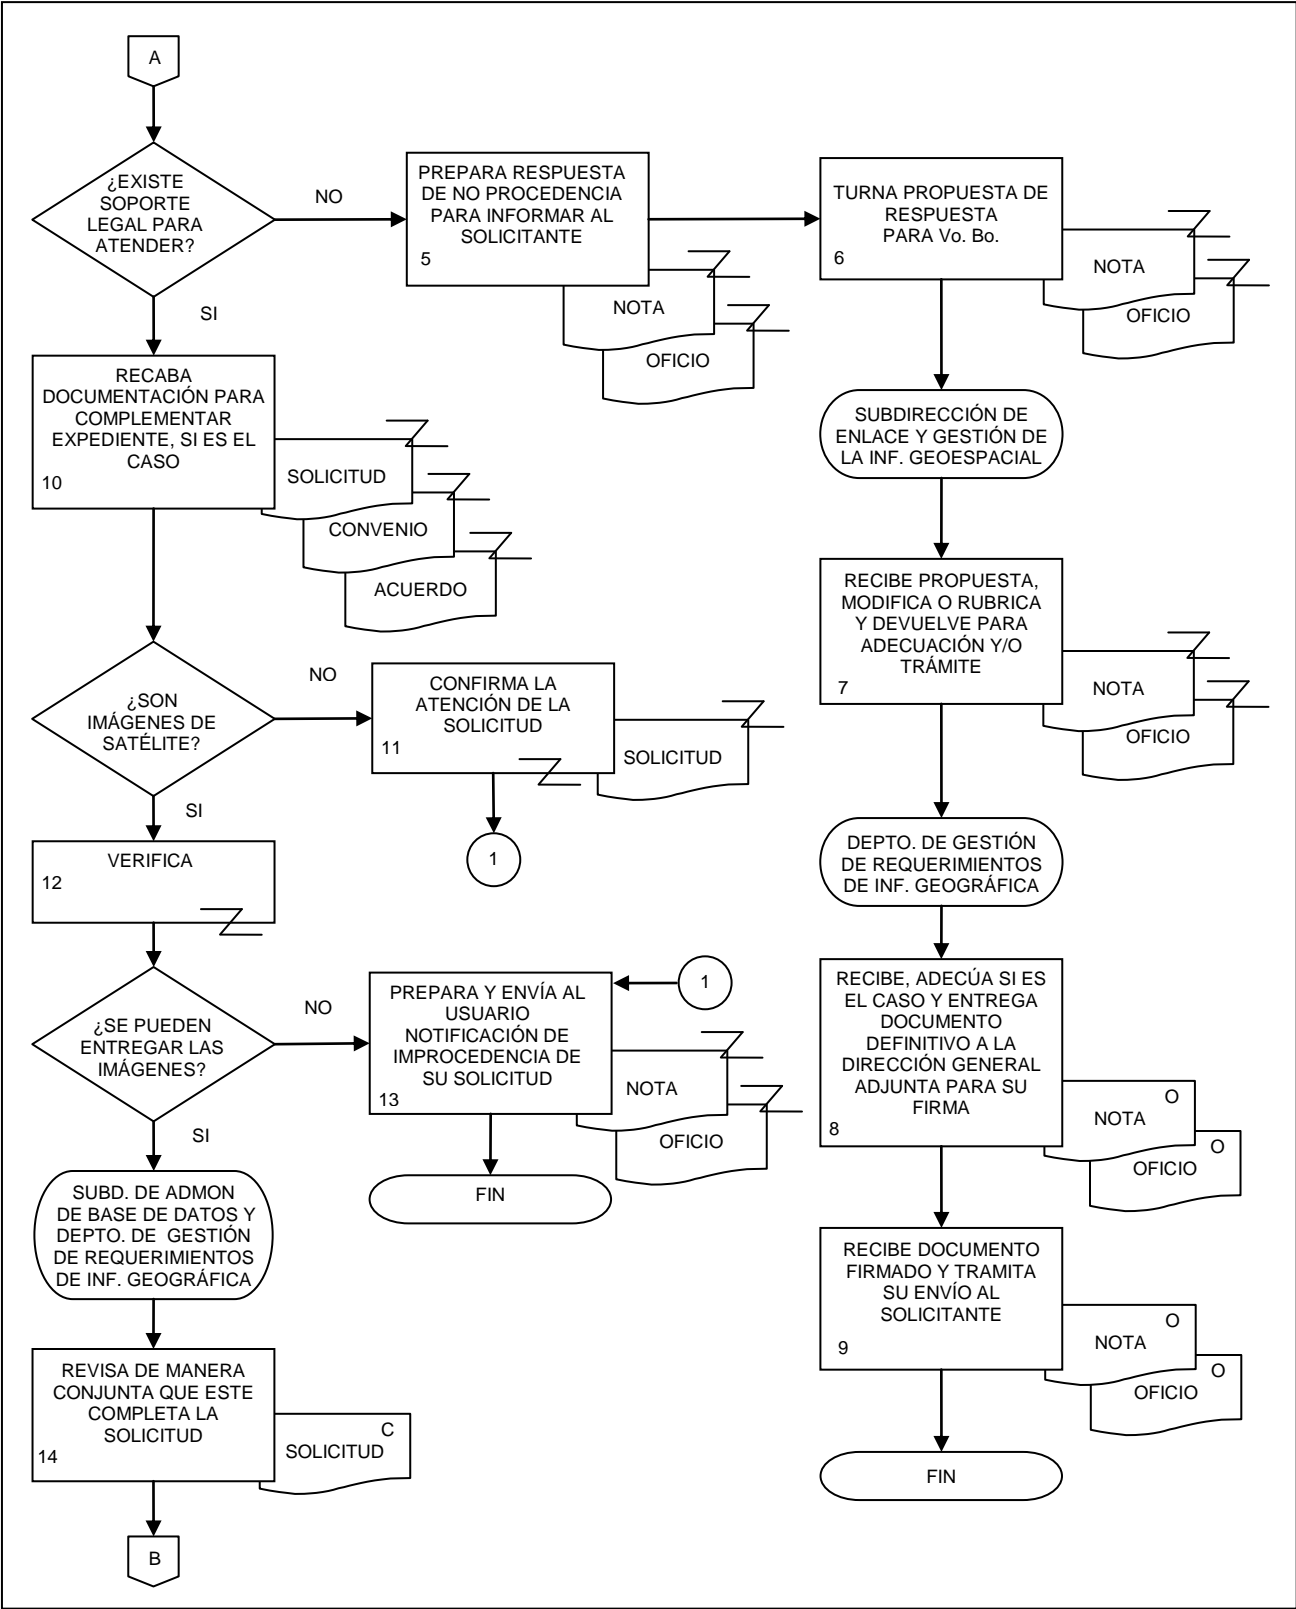 A
¿EXISTE
SOPORTE
LEGAL PARA
ATENDER?
NO
SI
PREPARA RESPUESTA
DE NO PROCEDENCIA
PARA INFORMAR AL
SOLICITANTE
5
NOTA
OFICIO
TURNA PROPUESTA DE
RESPUESTA
PARA Vo. Bo.
6
NOTA
OFICIO
SUBDIRECCIÓN DE
ENLACE Y GESTIÓN DE
LA INF. GEOESPACIAL
RECIBE PROPUESTA,
MODIFICA O RUBRICA
Y DEVUELVE PARA
ADECUACIÓN Y/O
TRÁMITE
7
NOTA
OFICIO
DEPTO. DE GESTIÓN
DE REQUERIMIENTOS
DE INF. GEOGRÁFICA
RECIBE, ADECÚA SI ES
EL CASO Y ENTREGA
DOCUMENTO
DEFINITIVO A LA
DIRECCIÓN GENERAL
ADJUNTA PARA SU
FIRMA
8
O
NOTA
O
OFICIO
RECIBE DOCUMENTO
FIRMADO Y TRAMITA
SU ENVÍO AL
SOLICITANTE
9
O
NOTA
O
OFICIO
FIN
RECABA
DOCUMENTACIÓN PARA
COMPLEMENTAR
EXPEDIENTE, SI ES EL
CASO
10
SOLICITUD
CONVENIO
ACUERDO
¿SON
IMÁGENES DE
SATÉLITE?
NO
SI
CONFIRMA LA
ATENCIÓN DE LA
SOLICITUD
11
SOLICITUD
1
VERIFICA
12
¿SE PUEDEN
ENTREGAR LAS
IMÁGENES?
NO
SI
1
PREPARA Y ENVÍA AL
USUARIO
NOTIFICACIÓN DE
IMPROCEDENCIA DE
SU SOLICITUD
13
NOTA
OFICIO
FIN
SUBD. DE ADMON
DE BASE DE DATOS Y
DEPTO. DE GESTIÓN
DE REQUERIMIENTOS
DE INF. GEOGRÁFICA
REVISA DE MANERA
CONJUNTA QUE ESTE
COMPLETA LA
SOLICITUD
14
C
SOLICITUD
B